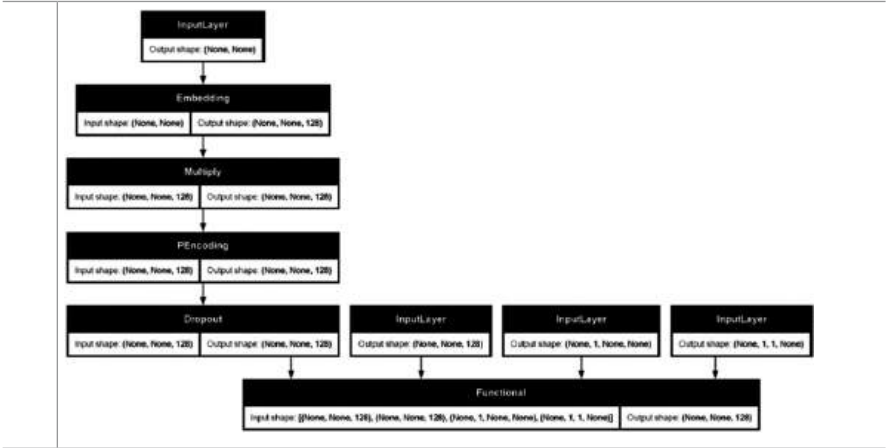 InputLayer
Output shape: (None, None)
Embedding
Input shape: (None, None) Output shape: (None, None, 128)
Multiply
Input shape: (None, None, 128) Output shape: (None, None, 128)
PEncoding
Input shape: (None, None, 128) Output shape: (None, None, 128)
Dropout InputLayer InputLayer InputLayer
Input shape: (None, None, 128) Output shape: (None, None, 128) Output shape: (None, None, 128) Output shape: (None, 1, None, None) Output shape: (None, 1, 1, None)
Functional
Input shape: [(None, None, 128), (None, None, 128), (None, 1, None, None), (None, 1, 1, None)] Output shape: (None, None, 128)